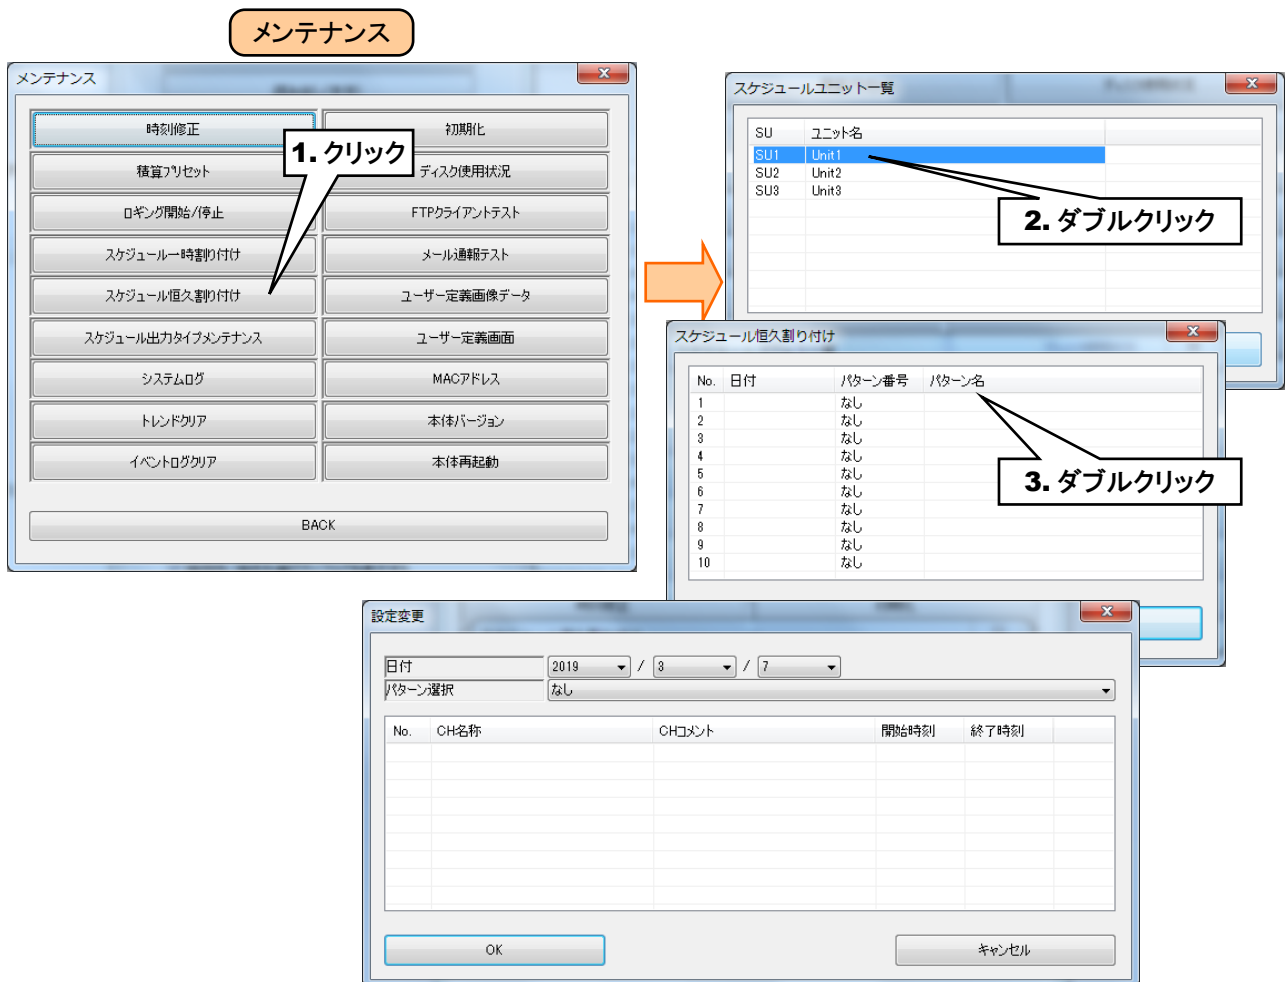 メンテナンス
メンテナンス
時刻修正
初期化
積算プリセット
ディスク使用状況
ロギング開始/停止
FTPクライアントテスト
スケジュール一時割り付け
メール通報テスト
スケジュール恒久割り付け
ユーザー定義画像データ
スケジュール出力タイプメンテナンス
ユーザー定義画面
システムログ
MACアドレス
トレンドクリア
本体バージョン
イベントログクリア
本体再起動
BACK
1. クリック
スケジュールユニット一覧
SU ユニット名
SU1 Unit1
SU2 Unit2
SU3 Unit3
2. ダブルクリック
スケジュール恒久割り付け
No. 日付 パターン番号 パターン名
1 なし
2 なし
3 なし
4 なし
5 なし
6 なし
7 なし
8 なし
9 なし
10 なし
3. ダブルクリック
設定変更
日付 2019 / 3 / 7
パターン選択 なし
No. CH名称 CHコメント 開始時刻 終了時刻
OK キャンセル